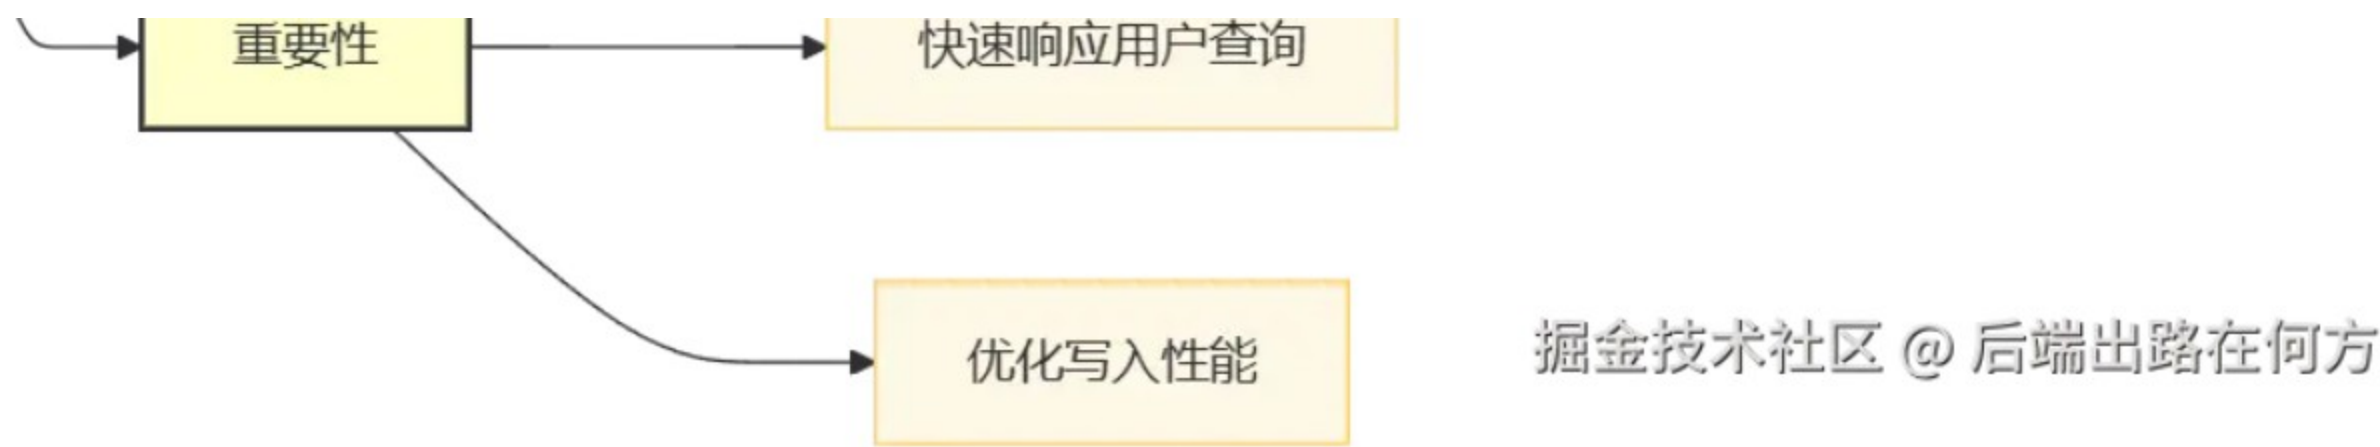 重要性
快速响应用户查询
优化写入性能
掘金技术社区 @ 后端出路在何方